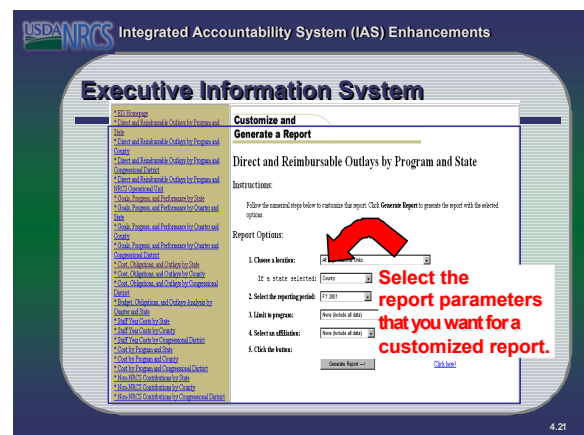 USDA NRCS Integrated Accountability System (IAS) Enhancements
Executive Information System
* EIS Homepage
* Direct and Reimbursable Outlays by Program and
State
* Direct and Reimbursable Outlays by Program and
County
* Direct and Reimbursable Outlays by Program and
Congressional District
* Direct and Reimbursable Outlays by Program and
NRCS Operational Unit
* Goals, Progress, and Performance by State
* Goals, Progress, and Performance by Quarter and
State
* Goals, Progress, and Performance by Quarter and
County
* Goals, Progress, and Performance by Quarter and
Congressional District
* Cost, Obligations, and Outlays by State
* Cost, Obligations, and Outlays by County
* Cost, Obligations, and Outlays by Congressional
District
* Budget, Obligations, and Outlays Analysis by
Quarter and State
* Staff Year Costs by State
* Staff Year Costs by County
* Staff Year Costs by Congressional District
* Cost by Program and State
* Cost by Program and County
* Cost by Program and Congressional District
* Non-NRCS Contributions by State
* Non-NRCS Contributions by County
* Non-NRCS Contributions by Congressional District
Customize and
Generate a Report
Direct and Reimbursable Outlays by Program and State
Instructions:
Follow the numerical steps below to customize this report. Click Generate Report to generate the report with the selected
options.
Report Options:
1. Choose a location: All Units
If a state selected: Country
2. Select the reporting period: FY 2001
3. Limit to program: None (include all data)
4. Select an affiliation: None (include all data)
5. Click the button:
Generate Report ---!
Click here!
Select the
report parameters
that you want for a
customized report.
4.21